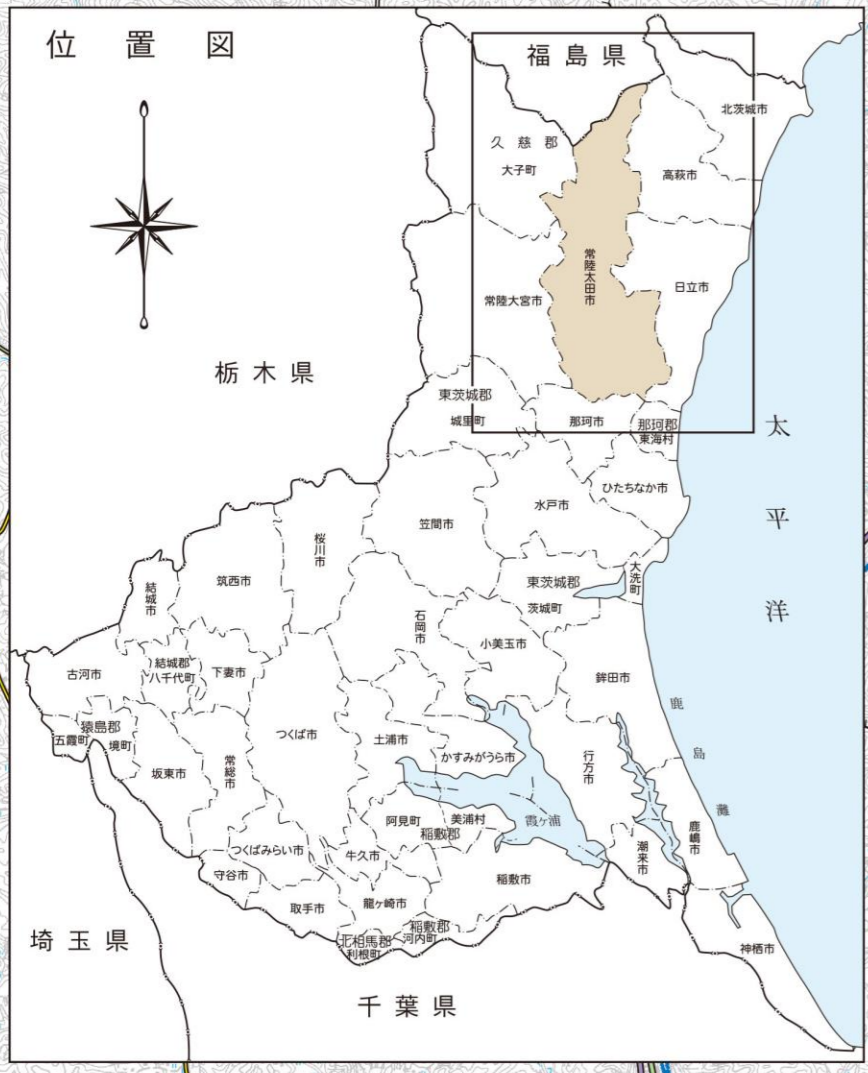 位置図
福島県
北茨城市
久慈郡
大子町
高萩市
常陸太田市
日立市
常陸大宮市
栃木県
東茨城郡
城里町
那珂市
那珂郡
東海村
太平洋
ひたちなか市
水戸市
笠間市
桜川市
筑西市
結城市
東茨城郡
茨城町
大洗町
石岡市
小美玉市
古河市
結城郡
八千代町
下妻市
鉾田市
鹿島灘
猿島郡
五霞町
境町
つくば市
土浦市
かすみがうら市
行方市
坂東市
常総市
阿見町
美浦村
稲敷郡
霞ヶ浦
鹿嶋市
潮来市
つくばみらい市
牛久市
守谷市
稲敷市
取手市
龍ヶ崎市
稲敷郡
河内町
北相馬郡
利根町
神栖市
埼玉県
千葉県